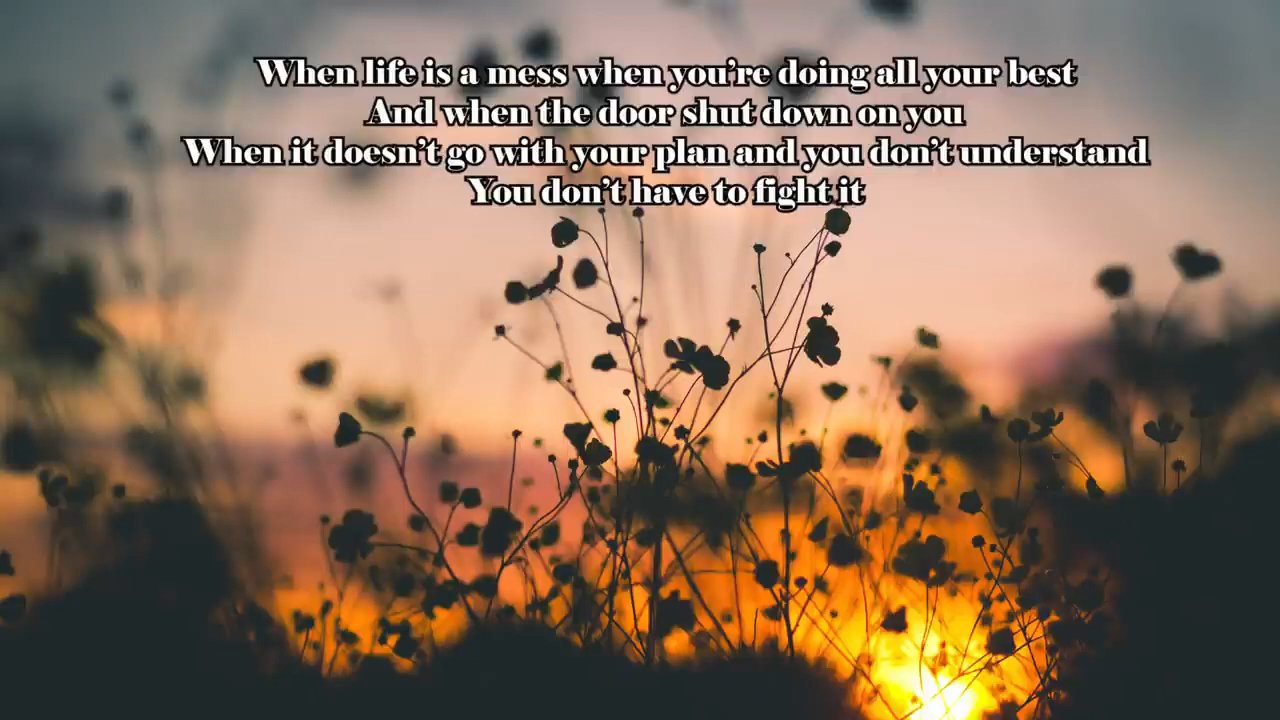 When life is a mess when you're doing all your best
And when the door shut down on you
When it doesn't go with your plan and you don't understand
You don't have to fight it